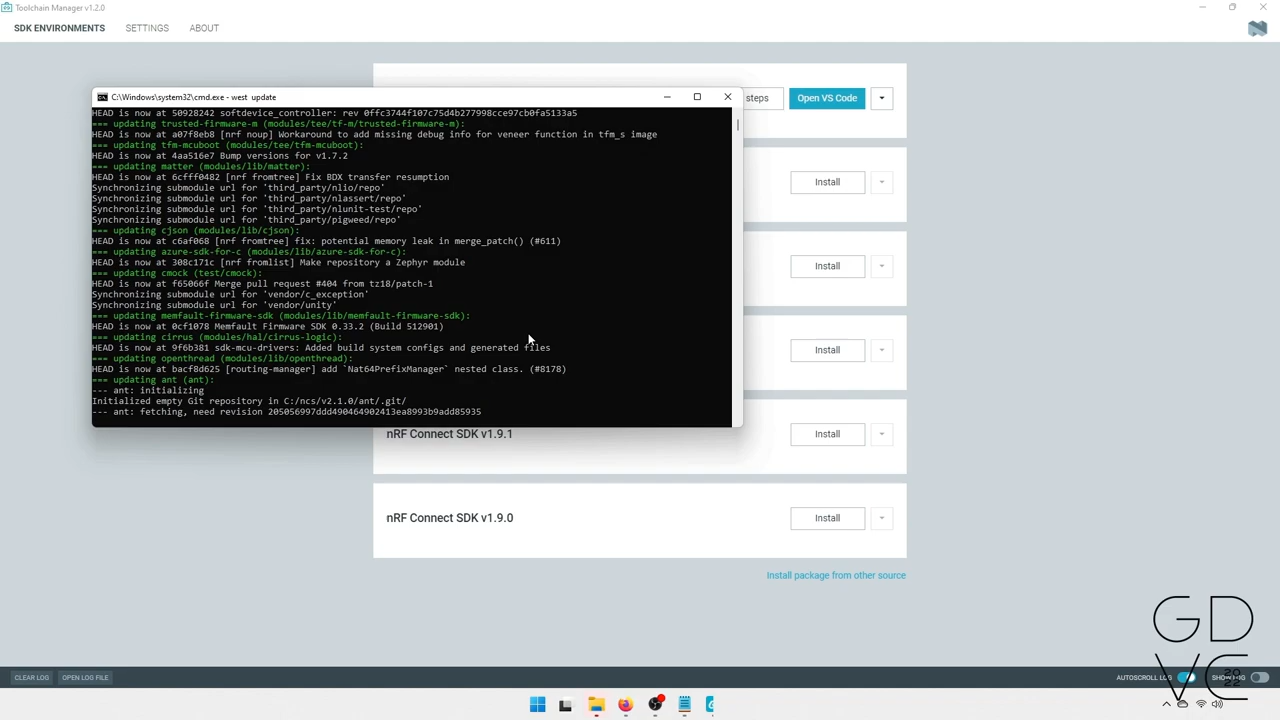 Toolchain Manager v1.2.0
SDK ENVIRONMENTS
SETTINGS
ABOUT
C:\Windows\system32\cmd.exe - west  update
HEAD is now at 50928242 softdevice_controller: rev 0ffc3744f107c75d4b277998cce97cb0fa5133a5
=== updating trusted-firmware-m (modules/tee/tf-m/trusted-firmware-m):
HEAD is now at a07f8eb8 [nrf noup] Workaround to add missing debug info for veneer function in tfm_s image
=== updating tfm-mcuboot (modules/tee/tfm-mcuboot):
HEAD is now at 4aa516e7 Bump versions for v1.7.2
=== updating matter (modules/lib/matter):
HEAD is now at 6cfff0482 [nrf fromtree] Fix BDX transfer resumption
Synchronizing submodule url for 'third_party/nlio/repo'
Synchronizing submodule url for 'third_party/nlassert/repo'
Synchronizing submodule url for 'third_party/nlunit-test/repo'
Synchronizing submodule url for 'third_party/pigweed/repo'
=== updating cjson (modules/lib/cjson):
HEAD is now at c6af068 [nrf fromtree] fix: potential memory leak in merge_patch() (#611)
=== updating azure-sdk-for-c (modules/lib/azure-sdk-for-c):
HEAD is now at 308c171c [nrf fromlist] Make repository a Zephyr module
=== updating cmock (test/cmock):
HEAD is now at f65066f Merge pull request #404 from tz18/patch-1
Synchronizing submodule url for 'vendor/c_exception'
Synchronizing submodule url for 'vendor/unity'
=== updating memfault-firmware-sdk (modules/lib/memfault-firmware-sdk):
HEAD is now at 0cf1078 Memfault Firmware SDK 0.33.2 (Build 512901)
=== updating cirrus (modules/hal/cirrus-logic):
HEAD is now at 9f6b381 sdk-mcu-drivers: Added build system configs and generated files
=== updating openthread (modules/lib/openthread):
HEAD is now at bacf8d625 [routing-manager] add `Nat64PrefixManager` nested class. (#8178)
=== updating ant (ant):
--- ant: initializing
Initialized empty Git repository in C:/ncs/v2.1.0/ant/.git/
--- ant: fetching, need revision 205056997ddd490464902413ea8993b9add85935
steps
Open VS Code
Install
Install
Install
nRF Connect SDK v1.9.1
Install
nRF Connect SDK v1.9.0
Install
Install package from other source
GD
VC
2022
CLEAR LOG
OPEN LOG FILE
AUTOSCROLL LOG
SHOW LOG